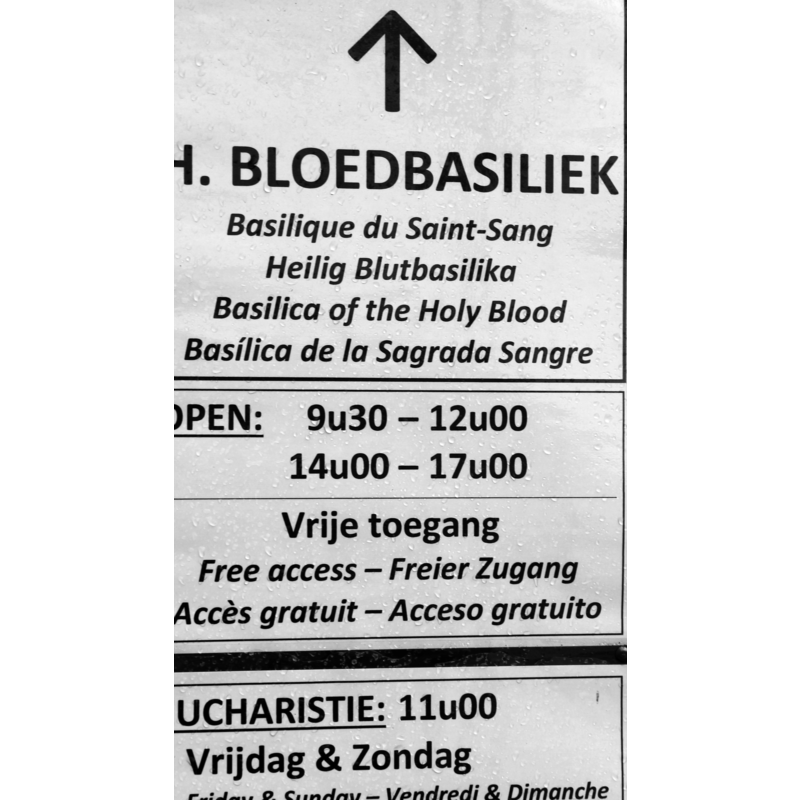 H. BLOEDBASILIEK
Basilique du Saint-Sang
Heilig Blutbasilika
Basilica of the Holy Blood
Basílica de la Sagrada Sangre
OPEN: 9u30 – 12u00
14u00 – 17u00
Vrije toegang
Free access – Freier Zugang
Accès gratuit – Acceso gratuito
UCHARISTIE: 11u00
Vrijdag & Zondag
Friday & Sunday – Vendredi & Dimanche